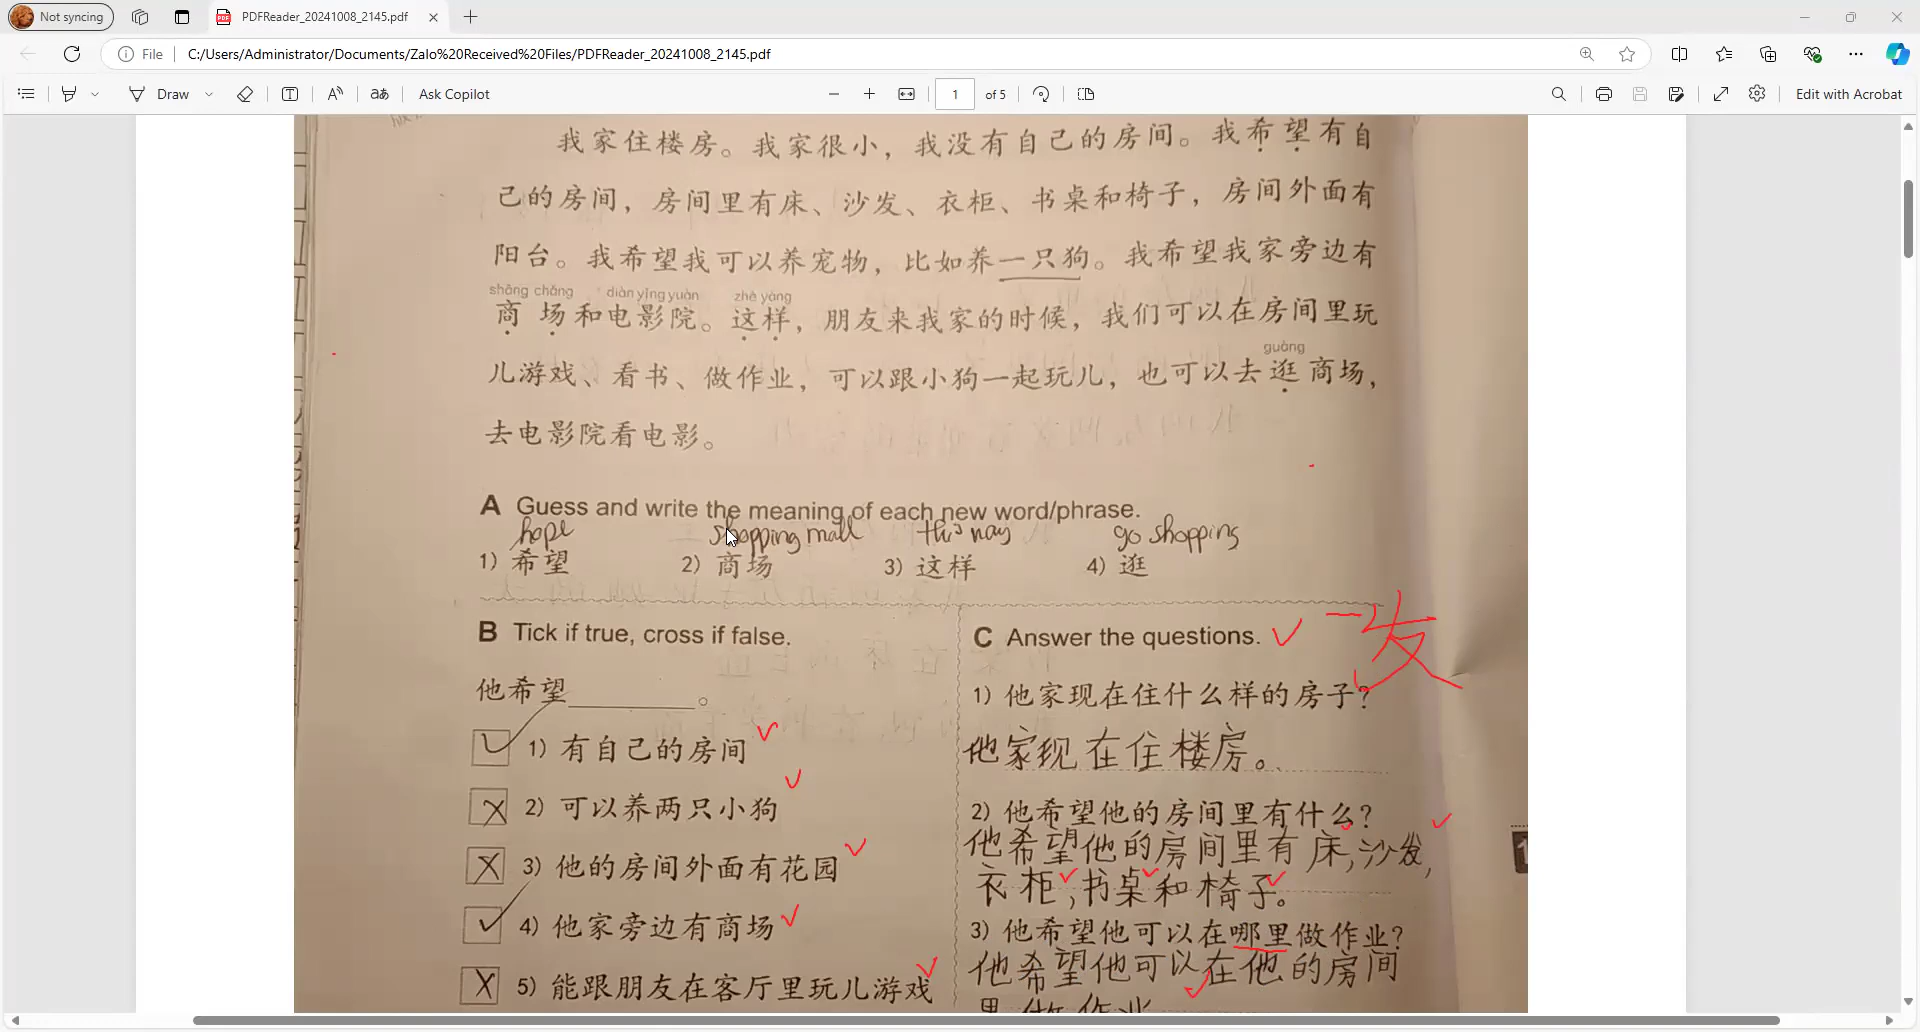 Not syncing
PDFReader_20241008_2145.pdf
File
C:/Users/Administrator/Documents/Zalo%20Received%20Files/PDFReader_20241008_2145.pdf
Draw
aあ
Ask Copilot
1 of 5
Edit with Acrobat
我家住楼房。我家很小，我没有自己的房间。我希望有自
己的房间，房间里有床、沙发、衣柜、书桌和椅子，房间外面有
阳台。我希望我可以养宠物，比如养一只狗。我希望我家旁边有
shāng chǎng diàn yǐng yuàn zhè yàng
商场和电影院。这样，朋友来我家的时候，我们可以在房间里玩
guàng
儿游戏、看书、做作业，可以跟小狗一起玩儿，也可以去逛商场，
去电影院看电影。
A Guess and write the meaning of each new word/phrase.
hope shopping mall this way go shopping
1) 希望 2) 商场 3) 这样 4) 逛
B Tick if true, cross if false.
他希望 。
1) 有自己的房间
2) 可以养两只小狗
3) 他的房间外面有花园
4) 他家旁边有商场
5) 能跟朋友在客厅里玩儿游戏
C Answer the questions.
1) 他家现在住什么样的房子?
他家现在住楼房。
2) 他希望他的房间里有什么?
他希望他的房间里有床,沙发,
衣柜,书桌和椅子。
3) 他希望他可以在哪里做作业?
他希望他可以在他的房间
里做作业